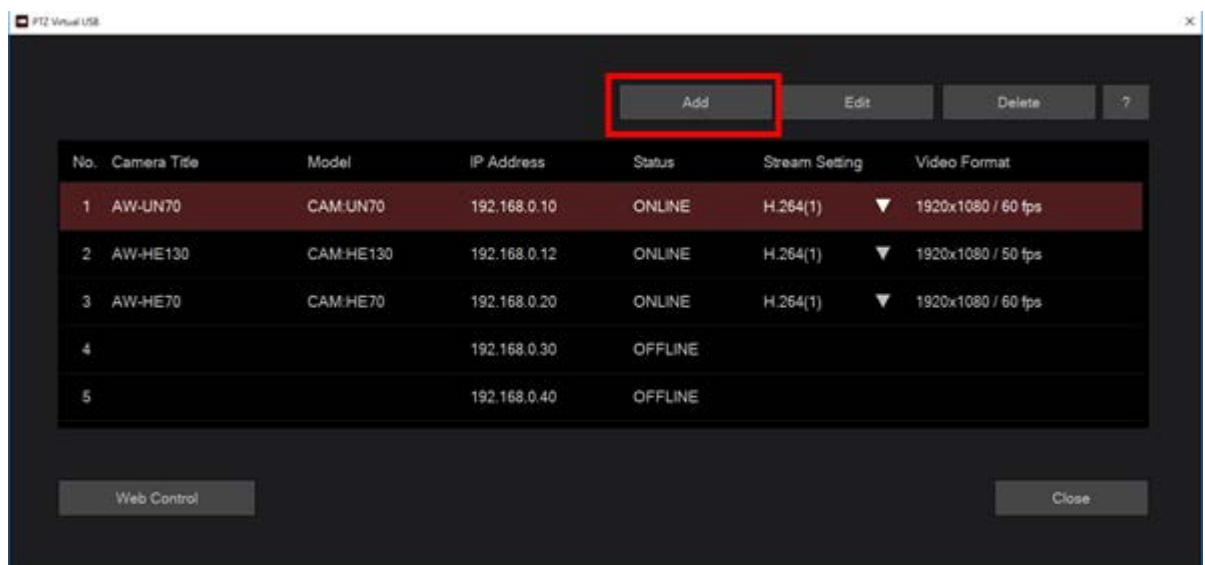 PTZ Virtual USB
Add Edit Delete ?
No. Camera Title Model IP Address Status Stream Setting Video Format
1 AW-UN70 CAM:UN70 192.168.0.10 ONLINE H.264(1) ▼ 1920x1080 / 60 fps
2 AW-HE130 CAM:HE130 192.168.0.12 ONLINE H.264(1) ▼ 1920x1080 / 50 fps
3 AW-HE70 CAM:HE70 192.168.0.20 ONLINE H.264(1) ▼ 1920x1080 / 60 fps
4 192.168.0.30 OFFLINE
5 192.168.0.40 OFFLINE
Web Control Close